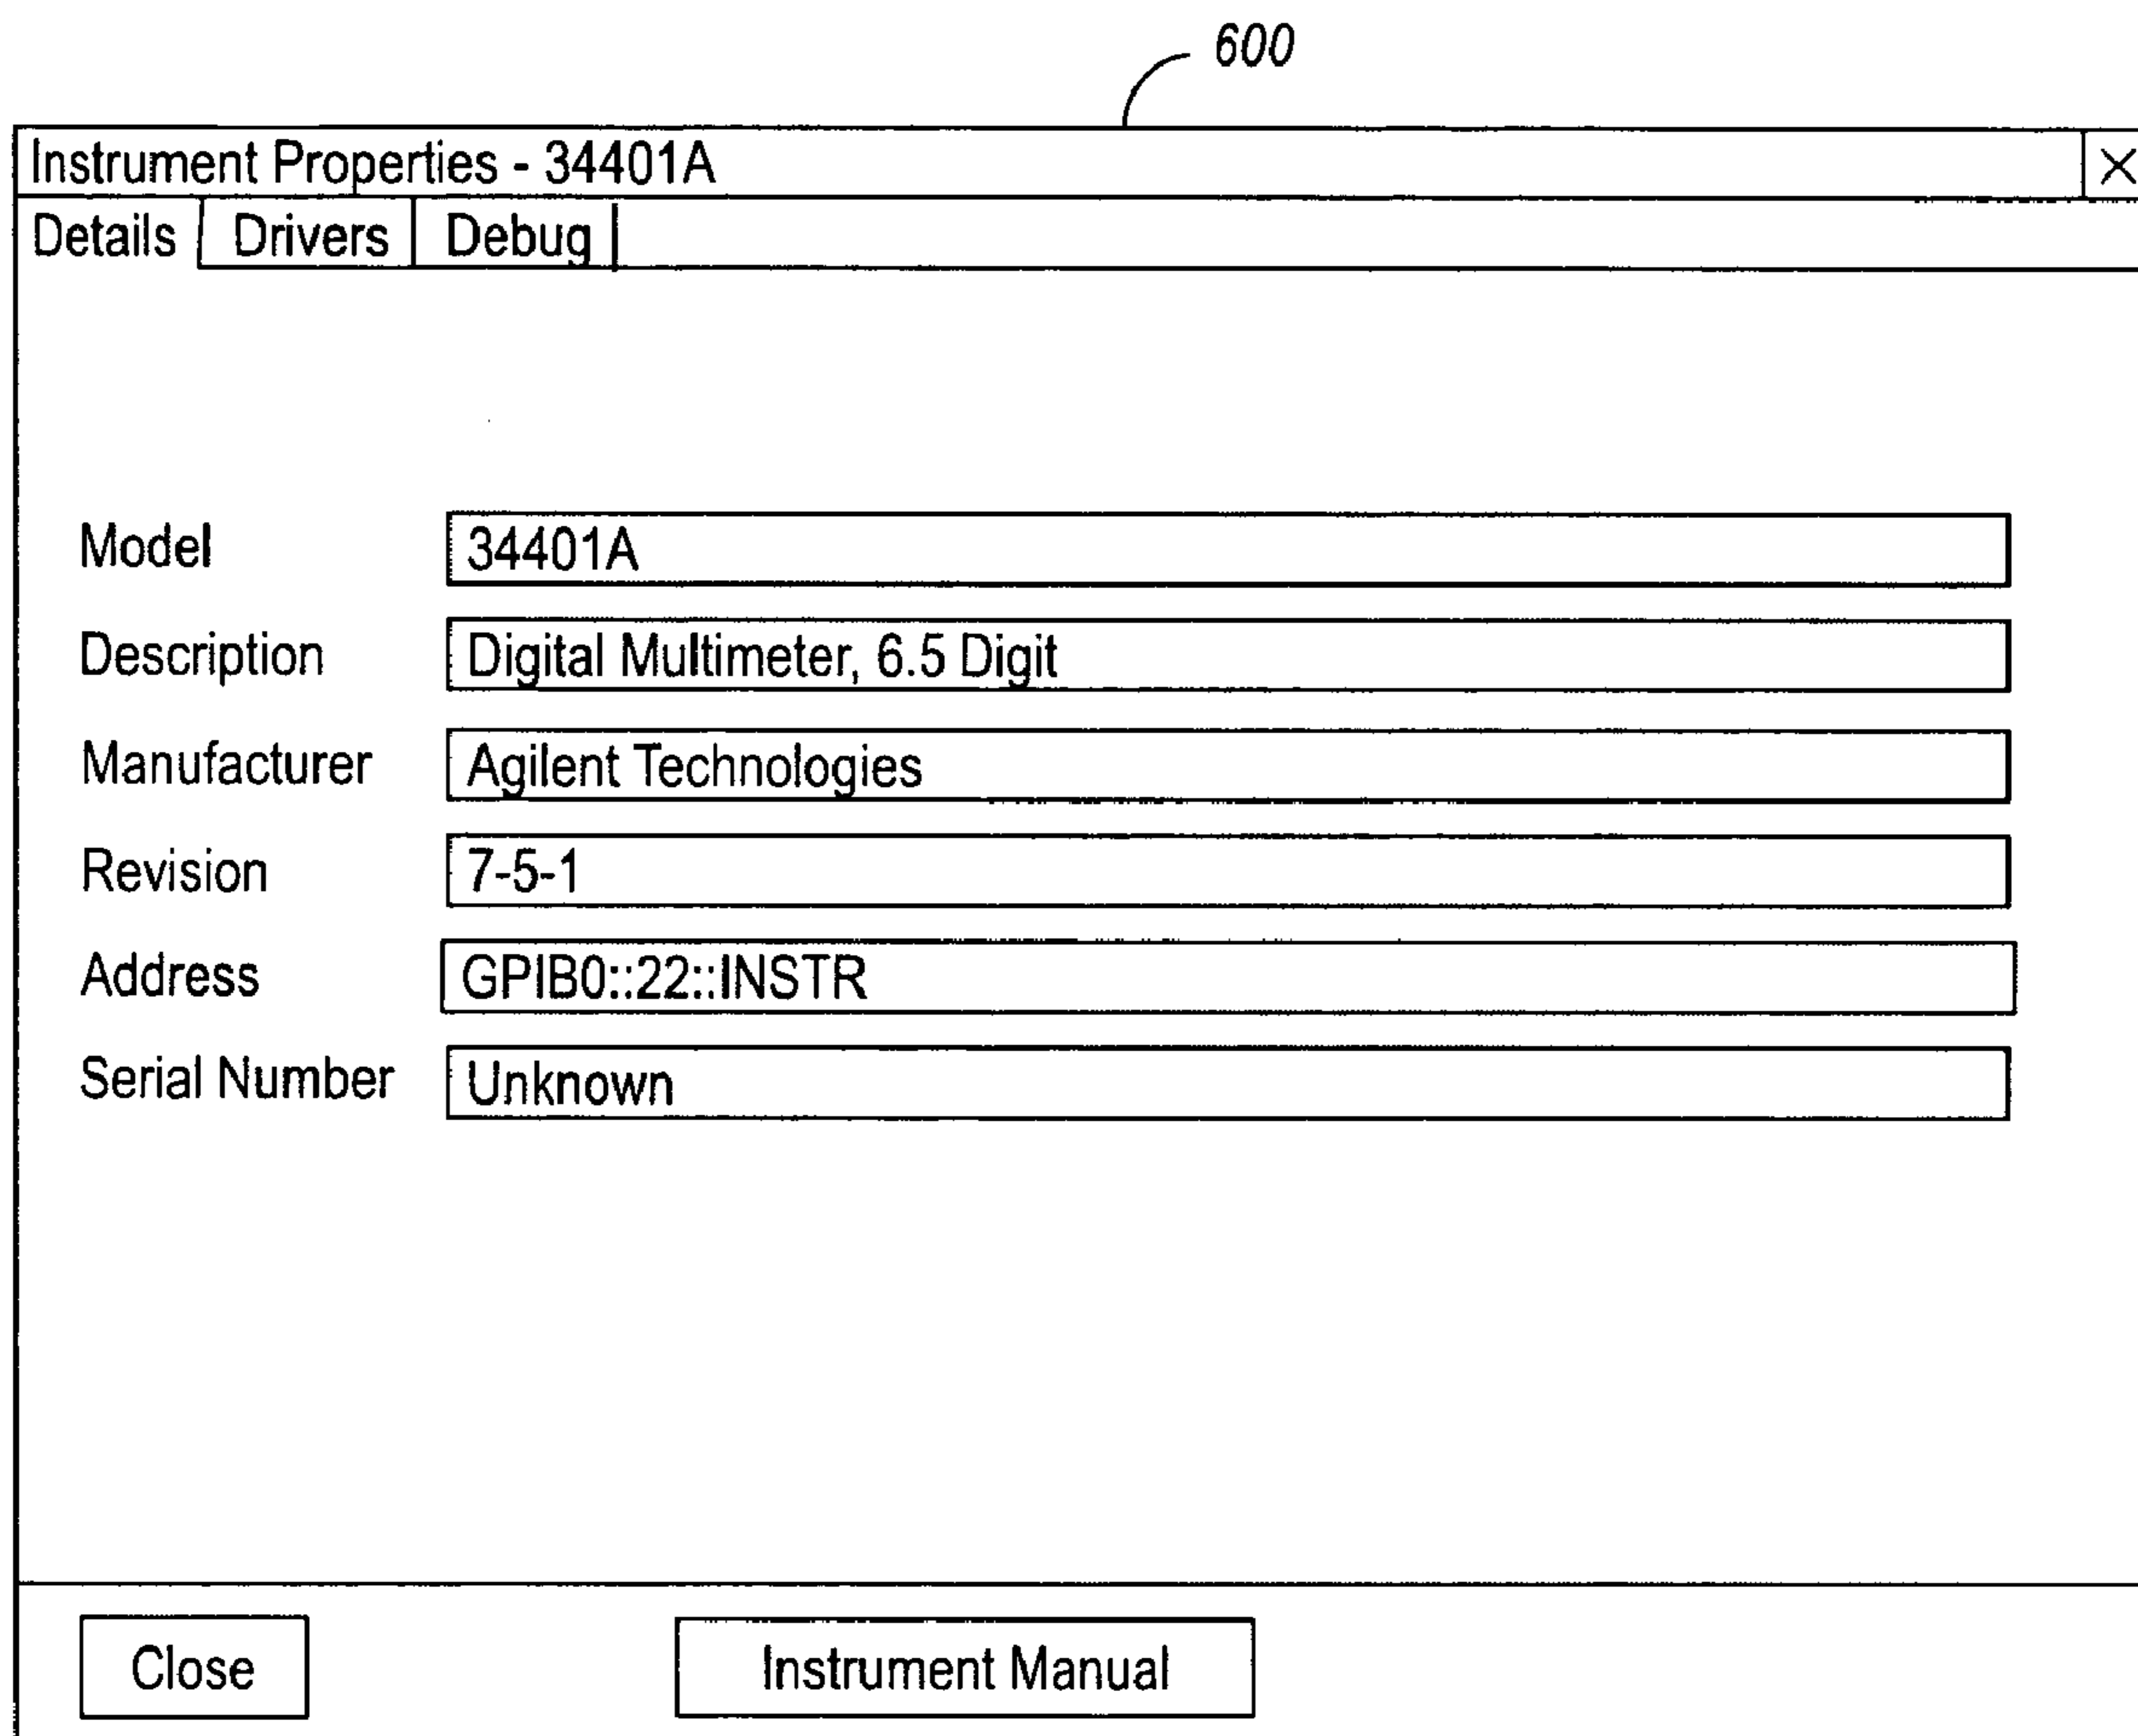 600
Instrument Properties - 34401A X
Details Drivers Debug
Model 34401A
Description Digital Multimeter, 6.5 Digit
Manufacturer Agilent Technologies
Revision 7-5-1
Address GPIB0::22::INSTR
Serial Number Unknown
Close Instrument Manual